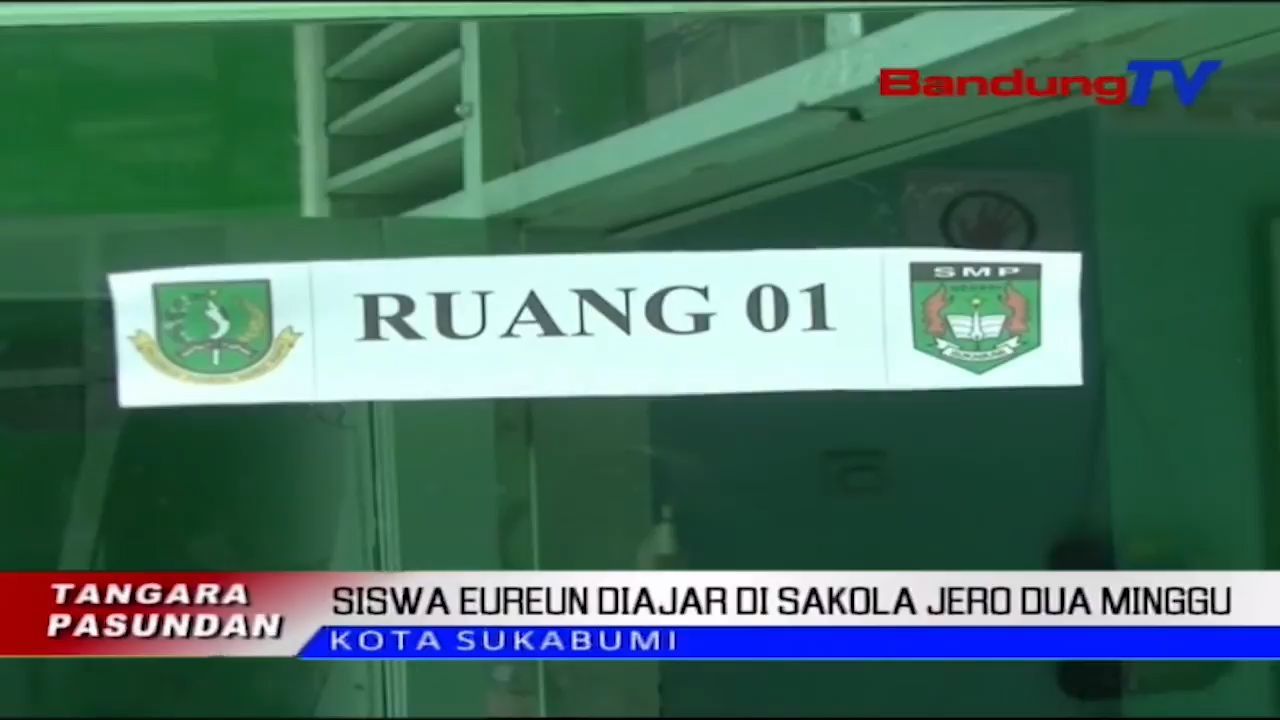 BandungTV
RUANG 01
SMP
TANGARA
PASUNDAN
SISWA EUREUN DIAJAR DI SAKOLA JERO DUA MINGGU
KOTA SUKABUMI